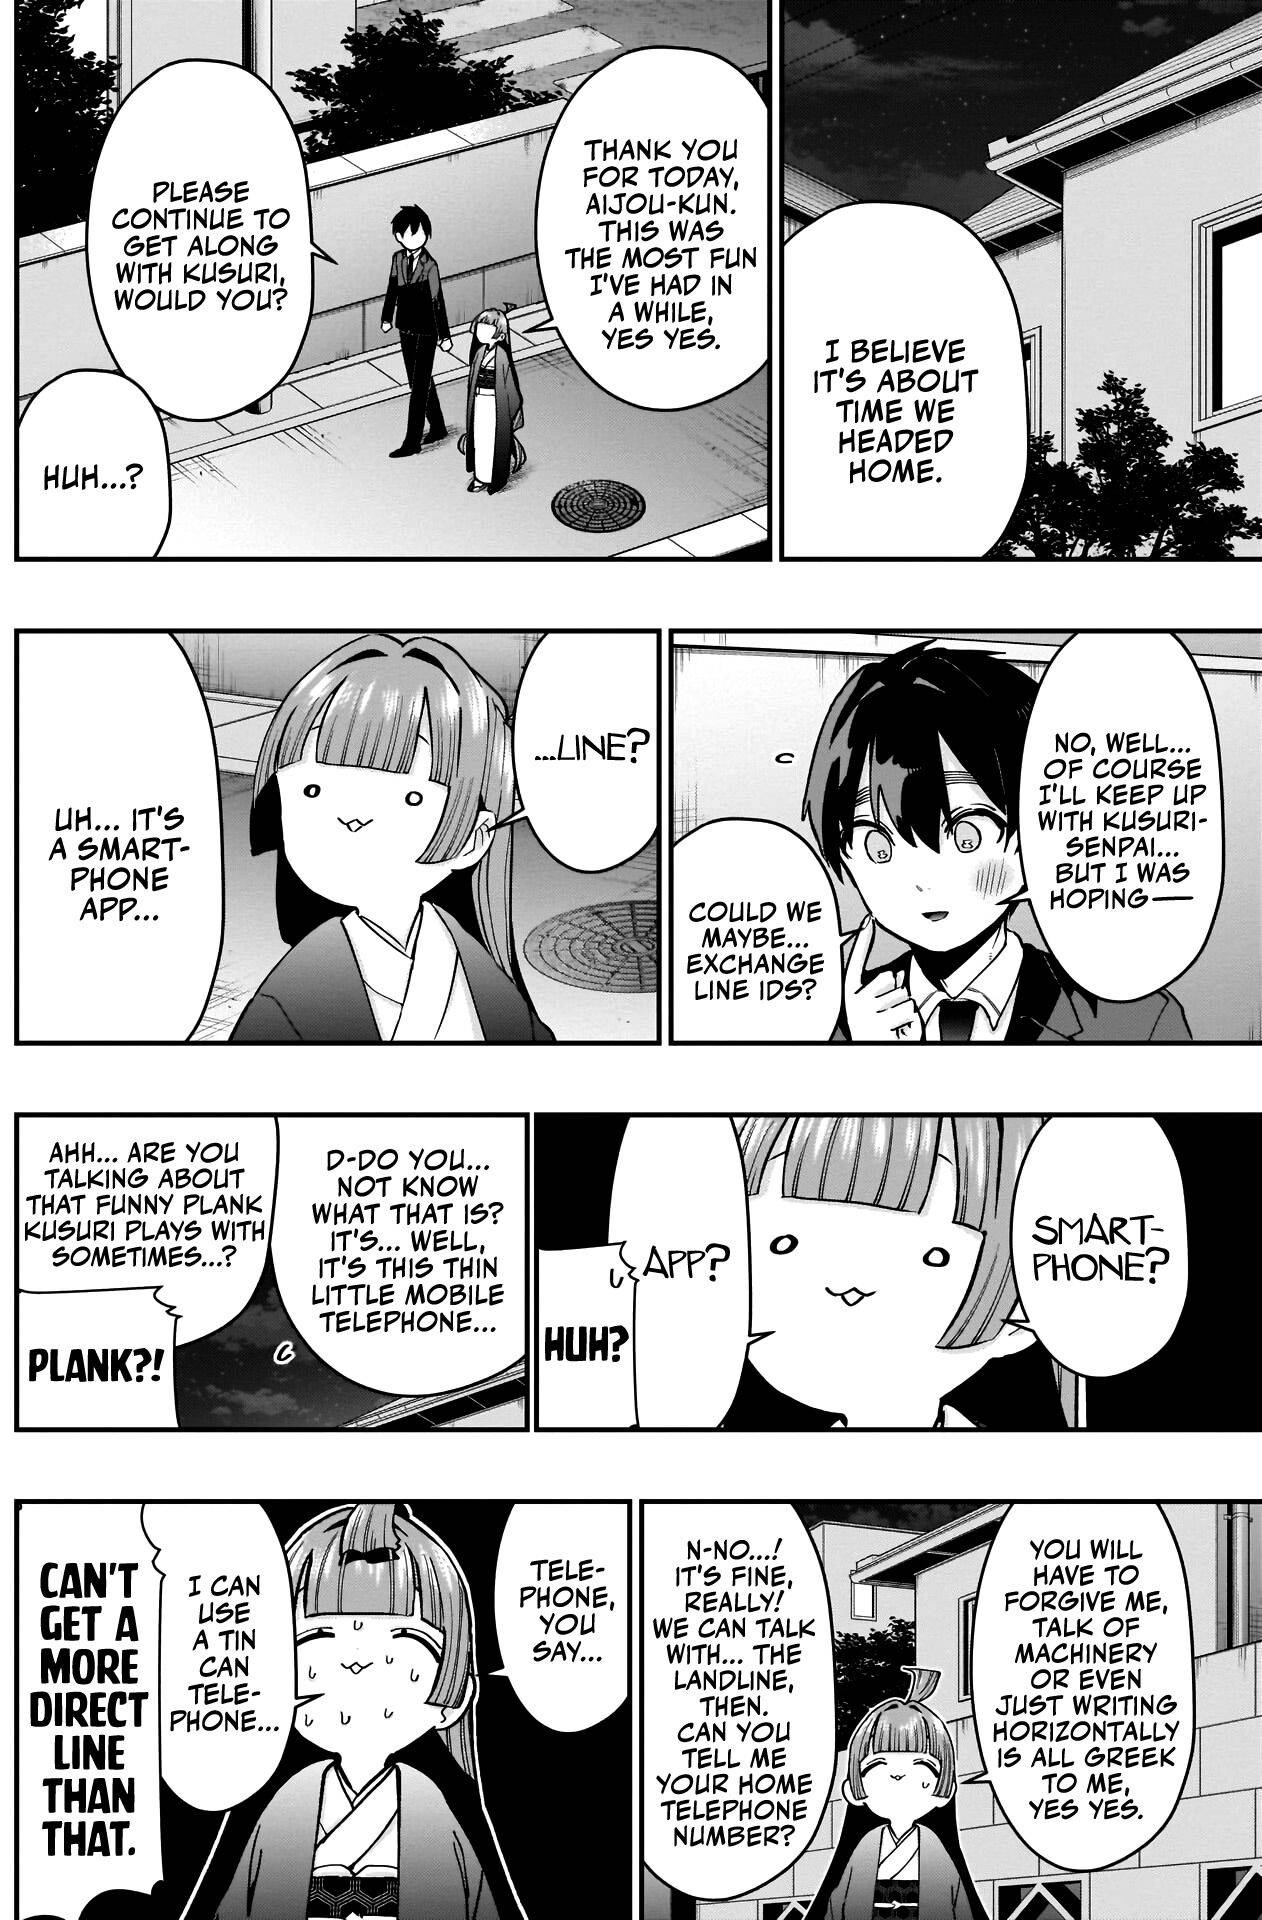 I BELIEVE
IT'S ABOUT
TIME WE
HEADED
HOME.
THANK YOU
FOR TODAY,
AIJOU-KUN.
THIS WAS
THE MOST FUN
I'VE HAD IN
A WHILE,
YES YES.
PLEASE
CONTINUE TO
GET ALONG
WITH KUSURI,
WOULD YOU?
HUH...?
NO, WELL...
OF COURSE
I'LL KEEP UP
WITH KUSURI-
SENPAI...
BUT I WAS
HOPING—
COULD WE
MAYBE...
EXCHANGE
LINE IDS?
...LINE?
UH... IT'S
A SMART-
PHONE
APP...
SMART-
PHONE?
APP?
HUH?
D-DO YOU...
NOT KNOW
WHAT THAT IS?
IT'S... WELL,
IT'S THIS THIN
LITTLE MOBILE
TELEPHONE...
AHH... ARE YOU
TALKING ABOUT
THAT FUNNY PLANK
KUSURI PLAYS WITH
SOMETIMES...?
PLANK?!
YOU WILL
HAVE TO
FORGIVE ME,
TALK OF
MACHINERY
OR EVEN
JUST WRITING
HORIZONTALLY
IS ALL GREEK
TO ME,
YES YES.
N-NO...!
IT'S FINE,
REALLY!
WE CAN TALK
WITH... THE
LANDLINE,
THEN.
CAN YOU
TELL ME
YOUR HOME
TELEPHONE
NUMBER?
TELE-
PHONE,
YOU
SAY...
I CAN
USE
A TIN
CAN
TELE-
PHONE...
CAN'T
GET A
MORE
DIRECT
LINE
THAN
THAT.